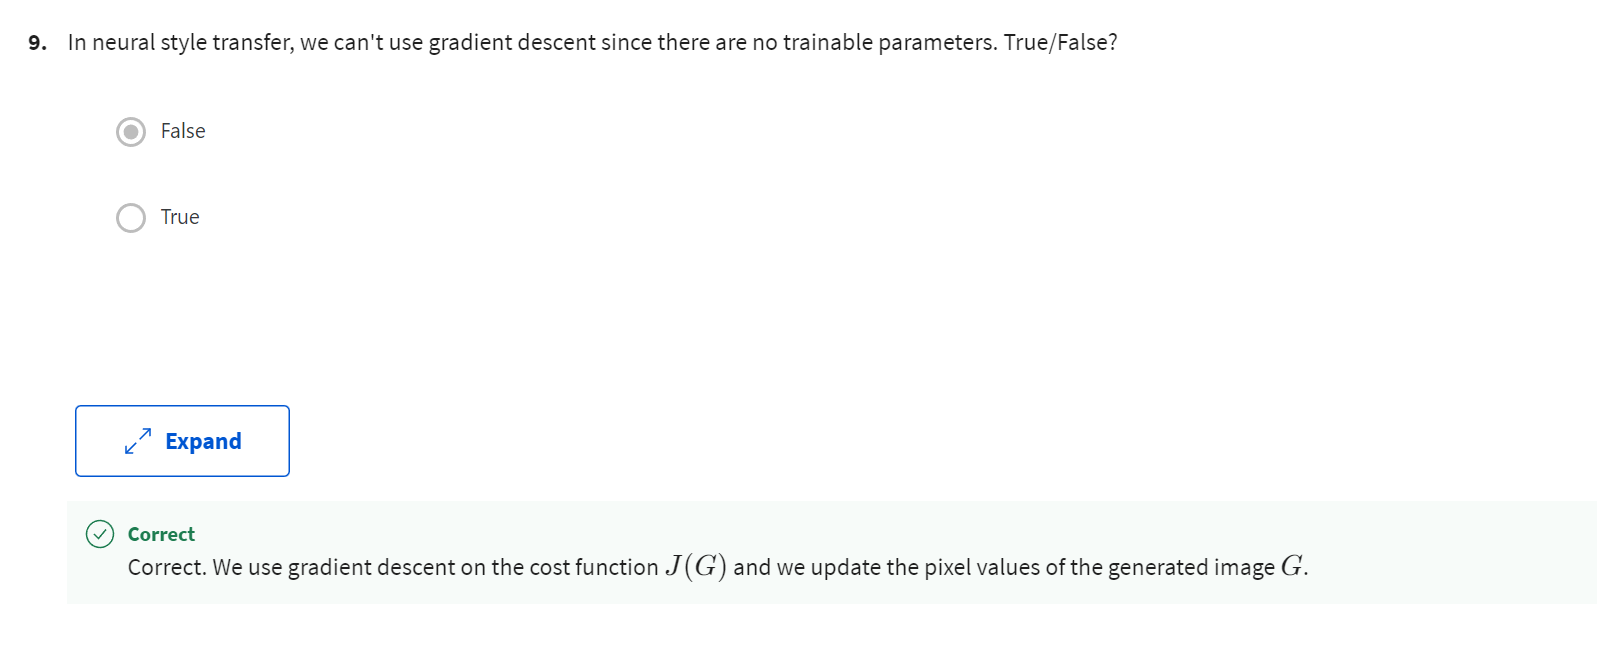 9. In neural style transfer, we can't use gradient descent since there are no trainable parameters. True/False?
False
True
Expand
Correct
Correct. We use gradient descent on the cost function J(G) and we update the pixel values of the generated image G.